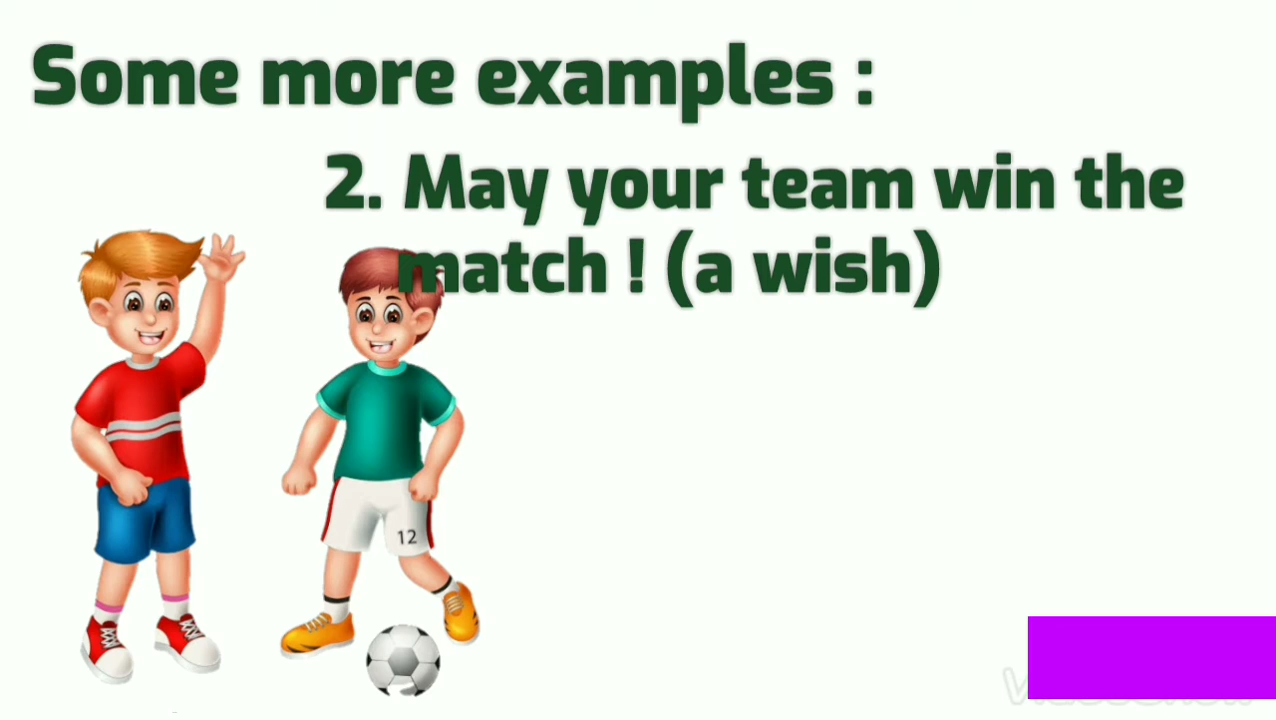 Some more examples :
2. May your team win the
match ! (a wish)
12